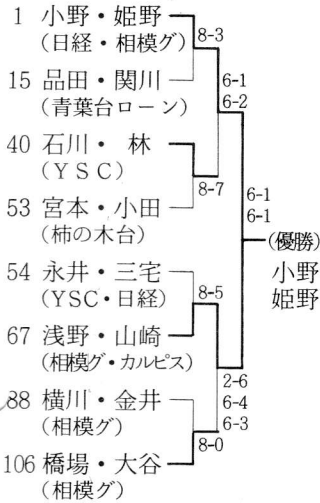 1 小野・姫野
(日経・相模グ)
8-3
15 品田・関川
(青葉台ローン)
6-1
6-2
40 石川・林
(YSC)
8-7
53 宮本・小田
(柿の木台)
6-1
6-1
(優勝)
小野
姫野
54 永井・三宅
(YSC・日経)
8-5
67 浅野・山崎
(相模グ・カルピス)
2-6
6-4
6-3
88 横川・金井
(相模グ)
8-0
106 橋場・大谷
(相模グ)